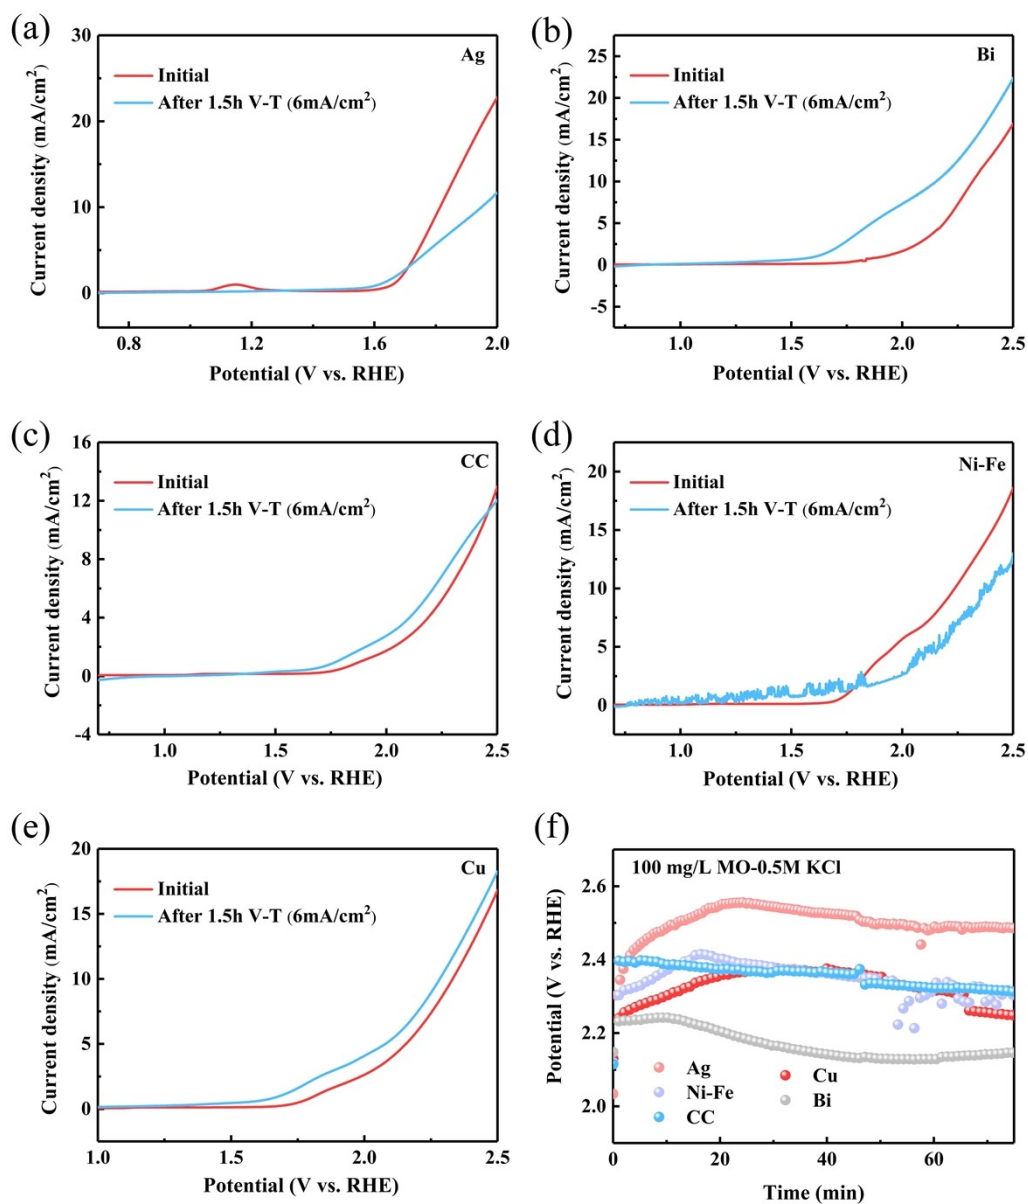 (a)
Ag
Initial
After 1.5h V-T (6mA/cm²)
Current density (mA/cm²)
30
20
10
0
0.8 1.2 1.6 2.0
Potential (V vs. RHE)
(b)
Bi
Initial
After 1.5h V-T (6mA/cm²)
Current density (mA/cm²)
25
20
15
10
5
0
-5
1.0 1.5 2.0 2.5
Potential (V vs. RHE)
(c)
CC
Initial
After 1.5h V-T (6mA/cm²)
Current density (mA/cm²)
16
12
8
4
0
-4
1.0 1.5 2.0 2.5
Potential (V vs. RHE)
(d)
Ni-Fe
Initial
After 1.5h V-T (6mA/cm²)
Current density (mA/cm²)
20
15
10
5
0
1.0 1.5 2.0 2.5
Potential (V vs. RHE)
(e)
Cu
Initial
After 1.5h V-T (6mA/cm²)
Current density (mA/cm²)
20
15
10
5
0
1.0 1.5 2.0 2.5
Potential (V vs. RHE)
(f)
100 mg/L MO-0.5M KCl
Potential (V vs. RHE)
2.6
2.4
2.2
2.0
Ag
Ni-Fe
CC
Cu
Bi
0 20 40 60
Time (min)